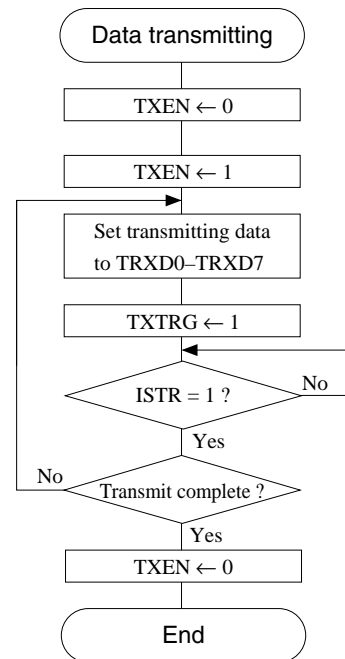 Data transmitting
TXEN ← 0
TXEN ← 1
Set transmitting data
to TRXD0–TRXD7
TXTRG ← 1
ISTR = 1 ?
No
Yes
Transmit complete ?
No
Yes
TXEN ← 0
End